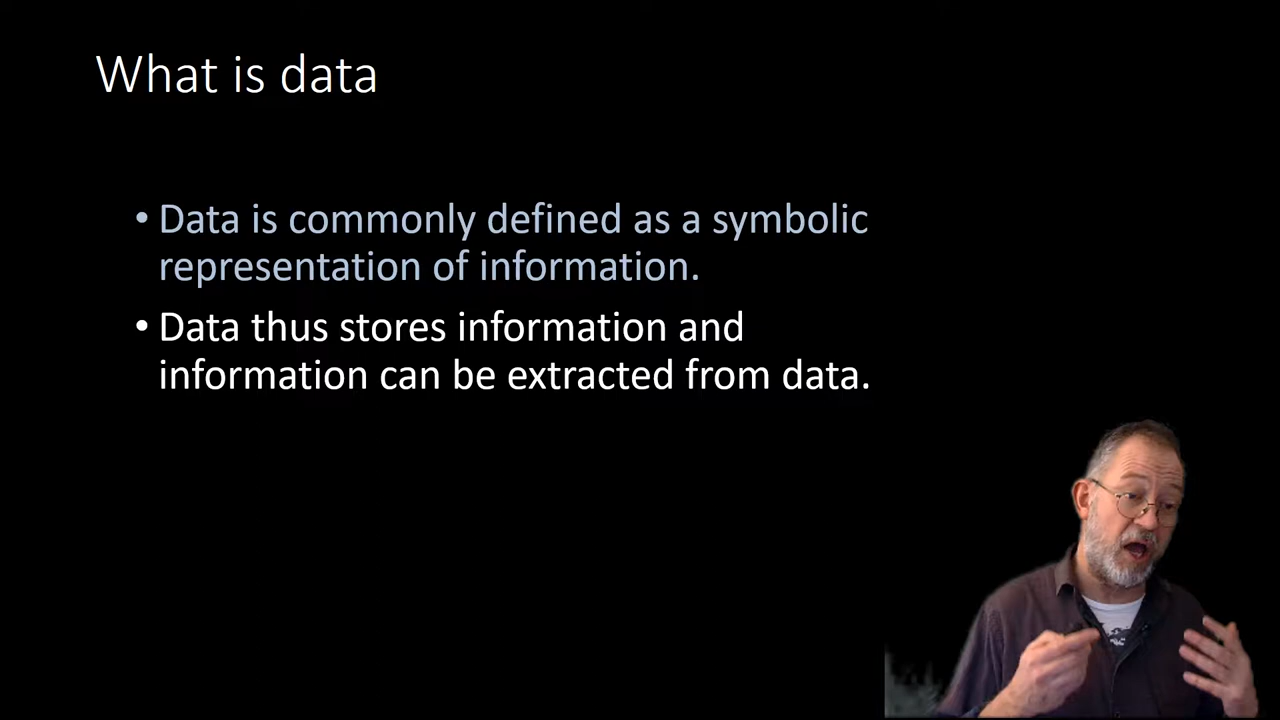 What is data
• Data is commonly defined as a symbolic
representation of information.
• Data thus stores information and
information can be extracted from data.